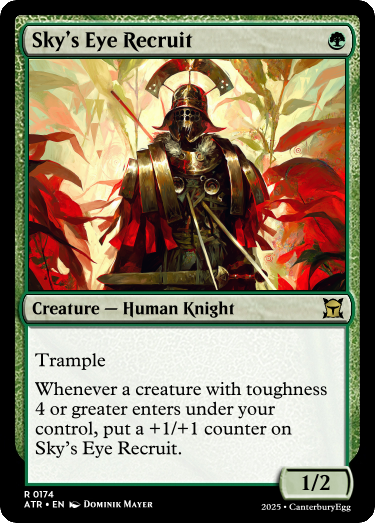 Sky's Eye Recruit
Creature — Human Knight
Trample
Whenever a creature with toughness
4 or greater enters under your
control, put a +1/+1 counter on
Sky's Eye Recruit.
1/2
R 0174
ATR • EN Dominik Mayer
2025 • CanterburyEgg